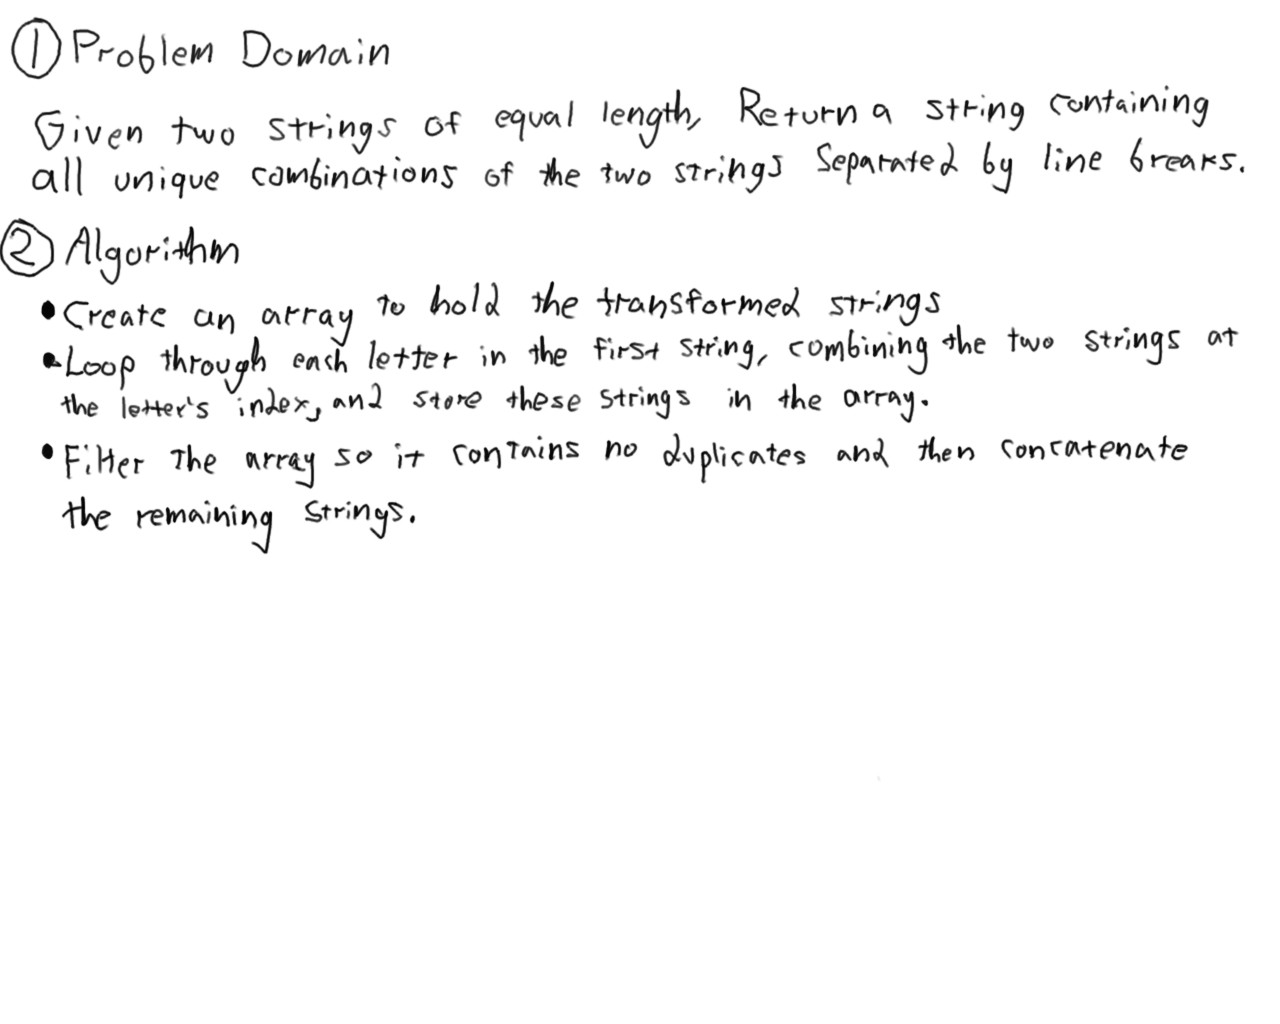 ① Problem Domain
Given two strings of equal length, Return a string containing
all unique combinations of the two strings Separated by line breaks.
② Algorithm
• Create an array to hold the transformed strings
• Loop through each letter in the first string, combining the two strings at
the letter's index, and store these strings in the array.
• Filter The array so it contains no duplicates and then concatenate
the remaining strings.